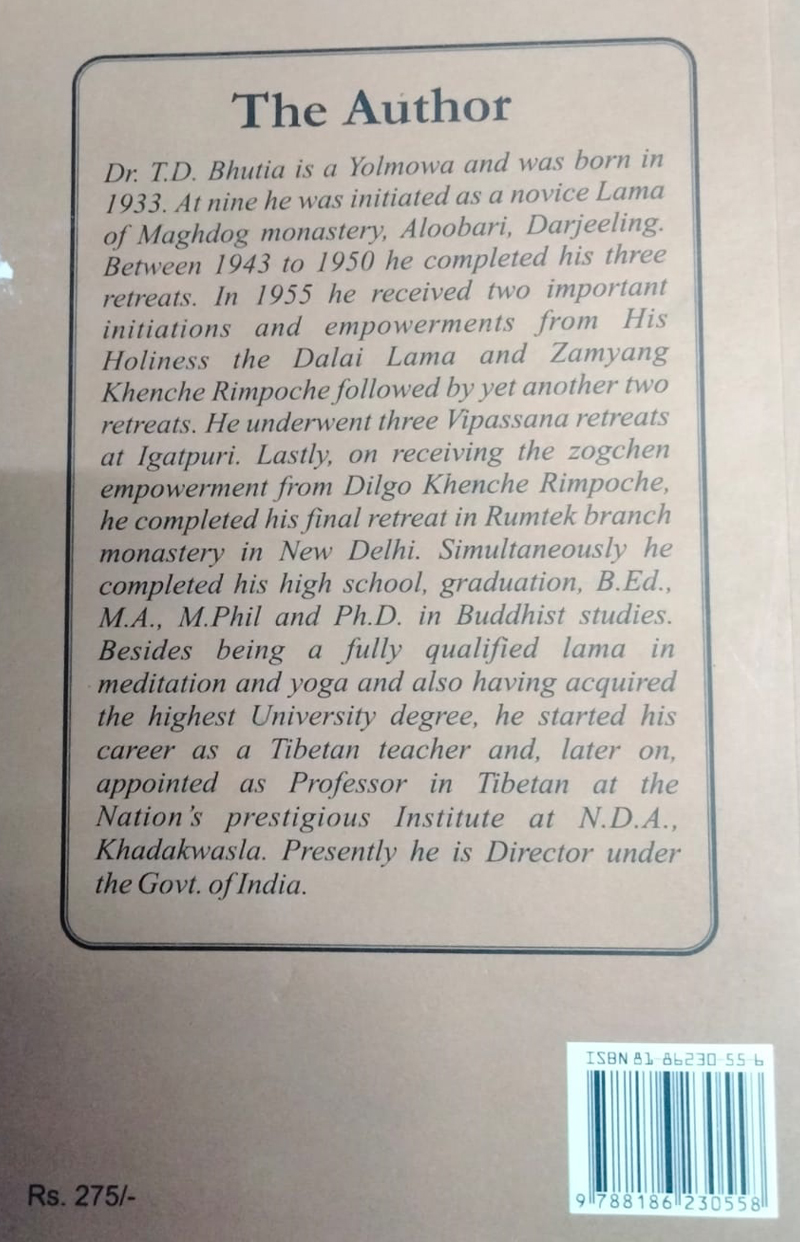 The Author
Dr. T.D. Bhutia is a Yolmowa and was born in
1933. At nine he was initiated as a novice Lama
of Maghdog monastery, Aloobari, Darjeeling.
Between 1943 to 1950 he completed his three
retreats. In 1955 he received two important
initiations and empowerments from His
Holiness the Dalai Lama and Zamyang
Khenche Rimpoche followed by yet another two
retreats. He underwent three Vipassana retreats
at Igatpuri. Lastly, on receiving the zogchen
empowerment from Dilgo Khenche Rimpoche,
he completed his final retreat in Rumtek branch
monastery in New Delhi. Simultaneously he
completed his high school, graduation, B.Ed.,
M.A., M.Phil and Ph.D. in Buddhist studies.
Besides being a fully qualified lama in
meditation and yoga and also having acquired
the highest University degree, he started his
career as a Tibetan teacher and, later on,
appointed as Professor in Tibetan at the
Nation's prestigious Institute at N.D.A.,
Khadakwasla. Presently he is Director under
the Govt. of India.
ISBN 81 86230 55 6
9 788186 230558
Rs. 275/-